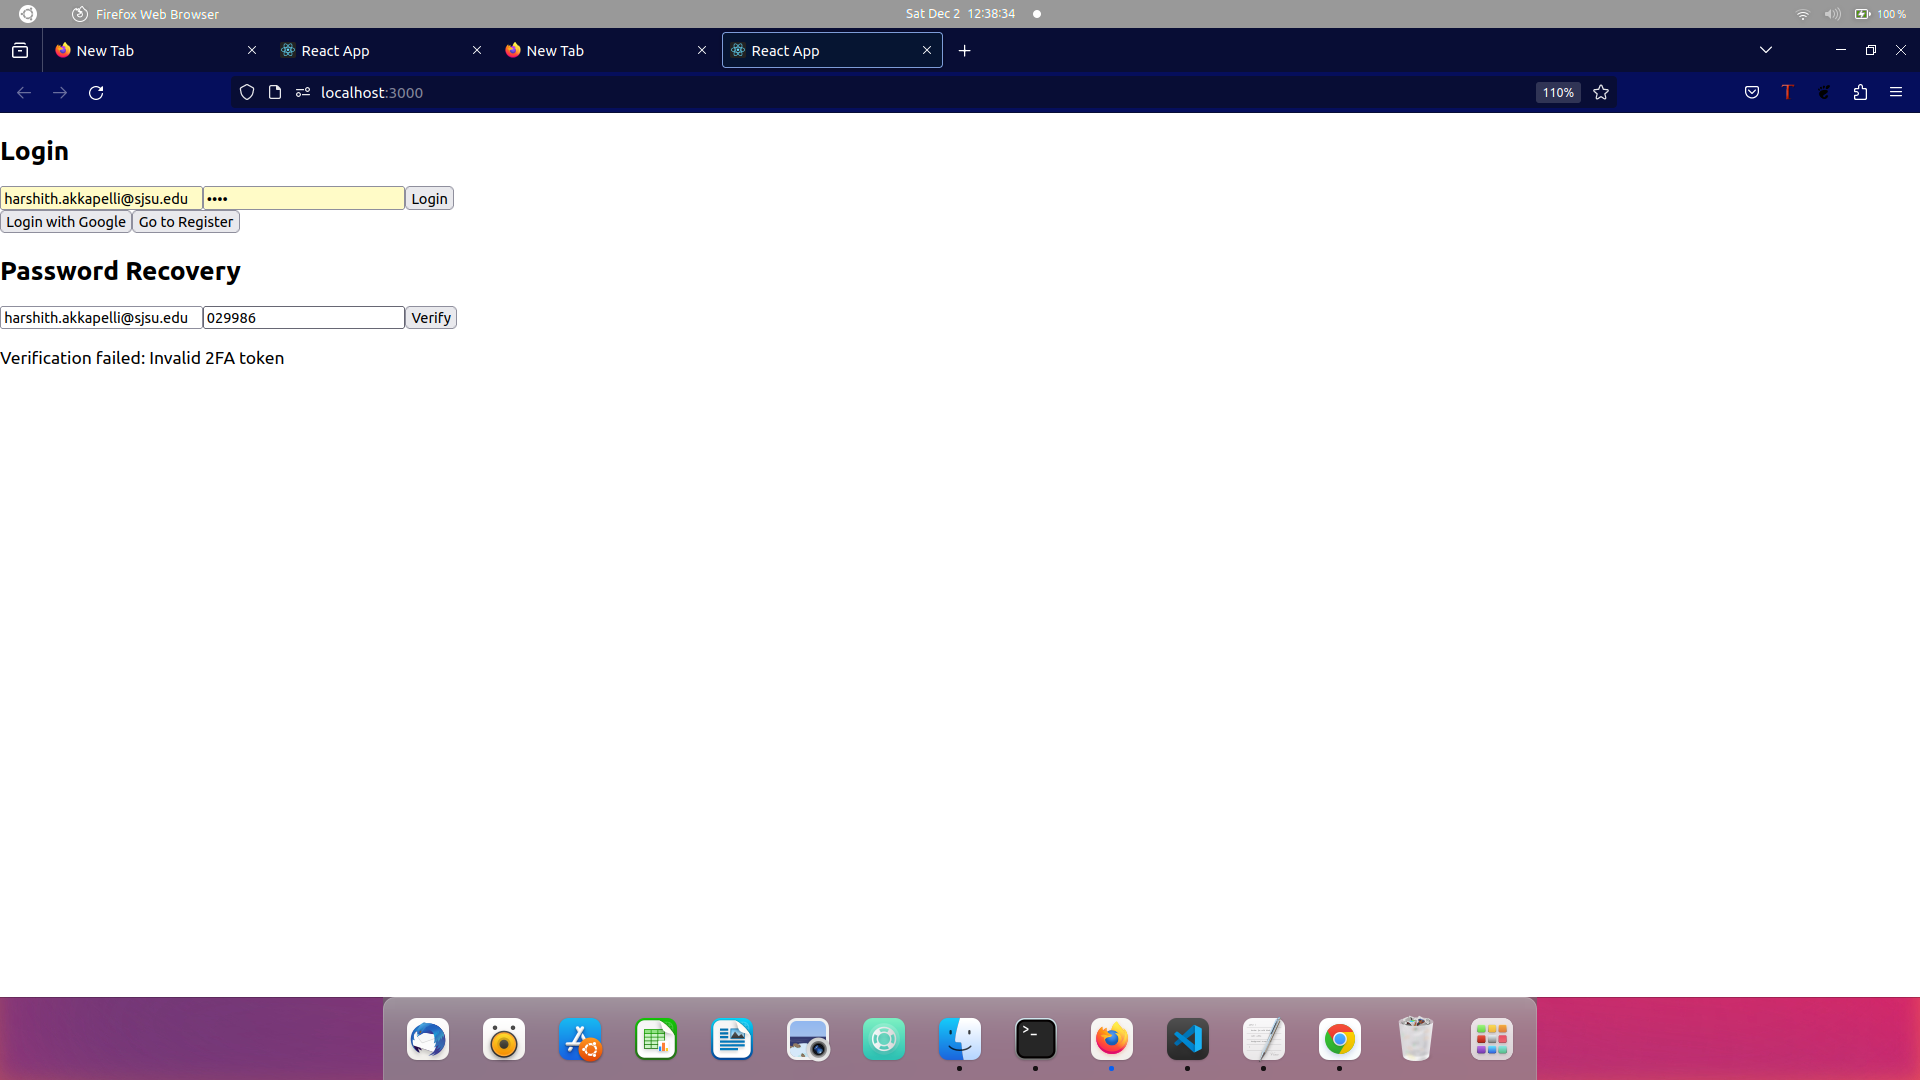 Firefox Web Browser
Sat Dec 2 12:38:34
100 %
New Tab
React App
New Tab
React App
localhost:3000
110%
Login
harshith.akkapelli@sjsu.edu •••• Login
Login with Google Go to Register
Password Recovery
harshith.akkapelli@sjsu.edu 029986 Verify
Verification failed: Invalid 2FA token